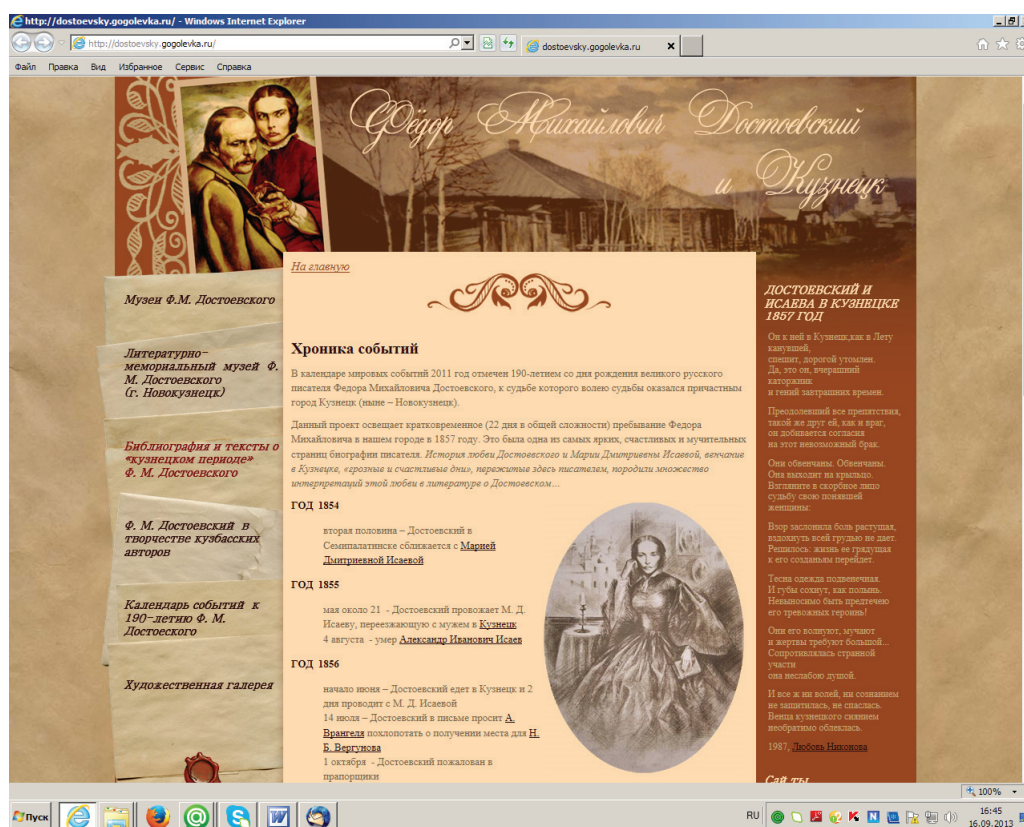 http://dostoevsky.gogolevka.ru/ - Windows Internet Explorer
http://dostoevsky.gogolevka.ru/
dostoevsky.gogolevka.ru
Файл Правка Вид Избранное Сервис Справка
Фёдор Михайлович Достоевский
и Кузнецк
Музеи Ф.М. Достоевского
Литературно-
мемориальный музей Ф.
М. Достоевского
(г. Новокузнецк)
Библиография и тексты о
«кузнецком периоде»
Ф. М. Достоевского
Ф. М. Достоевский в
творчестве кузбасских
авторов
Календарь событий к
190-летию Ф. М.
Достоеского
Художественная галерея
На главную
Хроника событий
В календаре мировых событий 2011 год отмечен 190-летием со дня рождения великого русского
писателя Федора Михайловича Достоевского, к судьбе которого волею судьбы оказался причастным
город Кузнецк (ныне – Новокузнецк).
Данный проект освещает кратковременное (22 дня в общей сложности) пребывание Федора
Михайловича в нашем городе в 1857 году. Это была одна из самых ярких, счастливых и мучительных
страниц биографии писателя. История любви Достоевского и Марии Дмитриевны Исаевой, венчание
в Кузнецке, «грозные и счастливые дни», пережитые здесь писателем, породили множество
интерпретаций этой любви в литературе о Достоевском…
ГОД 1854
вторая половина – Достоевский в
Семипалатинске сближается с Марией
Дмитриевной Исаевой
ГОД 1855
мая около 21 - Достоевский провожает М. Д.
Исаеву, переезжающую с мужем в Кузнецк
4 августа - умер Александр Иванович Исаев
ГОД 1856
начало июня – Достоевский едет в Кузнецк и 2
дня проводит с М. Д. Исаевой
14 июля – Достоевский в письме просит А.
Врангеля похлопотать о получении места для Н.
Б. Вергунова
1 октября - Достоевский пожалован в
прапорщики
ДОСТОЕВСКИЙ И
ИСАЕВА В КУЗНЕЦКЕ
1857 ГОД
Он к ней в Кузнецк,как в Лету
канувшей,
спешит, дорогой утомлен.
Да, это он, вчерашний
каторжник
и гений завтрашних времен.
Преодолевший все препятствия,
такой же друг ей, как и враг,
он добивается согласия
на этот невозможный брак.
Они обвенчаны. Обвенчаны.
Она выходит на крыльцо.
Взгляните в скорбное лицо
судьбу свою понявшей
женщины:
Взор заслонила боль растущая,
вздохнуть всей грудью не дает.
Решилось: жизнь ее грядущая
к его созданьям перейдет.
Тесна одежда подвенечная.
И губы сохнут, как полынь.
Невыносимо быть предтечею
его тревожных героинь!
Они его волнуют, мучают
и жертвы требуют большой...
Сопротивлялась странной
участи
она неслабою душой.
И все ж ни волей, ни сознанием
не защитилась, не спаслась.
Венца кузнецкого сиянием
необратимо облеклась.
1987, Любовь Никонова
Сайты
100%
Пуск
RU
16:45
16.09.2013